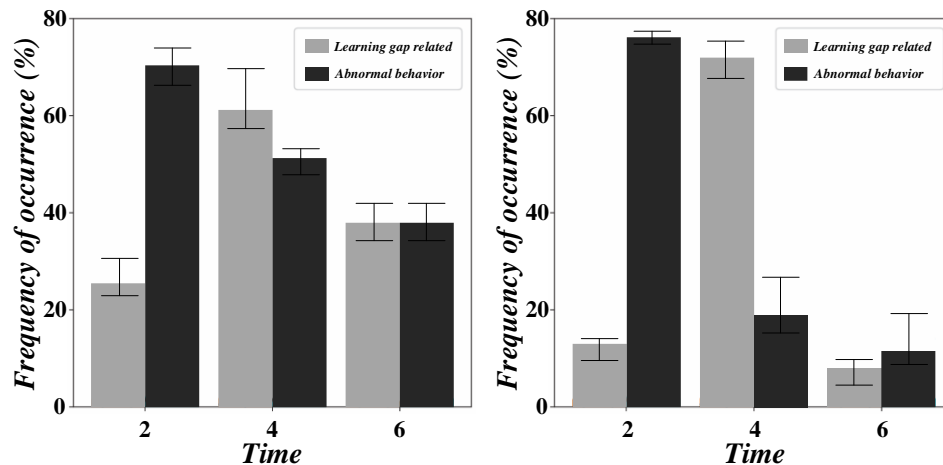 Frequency of occurrence (%)
80
60
40
20
0
Learning gap related
Abnormal behavior
2 4 6
Time
Frequency of occurrence (%)
80
60
40
20
0
Learning gap related
Abnormal behavior
2 4 6
Time